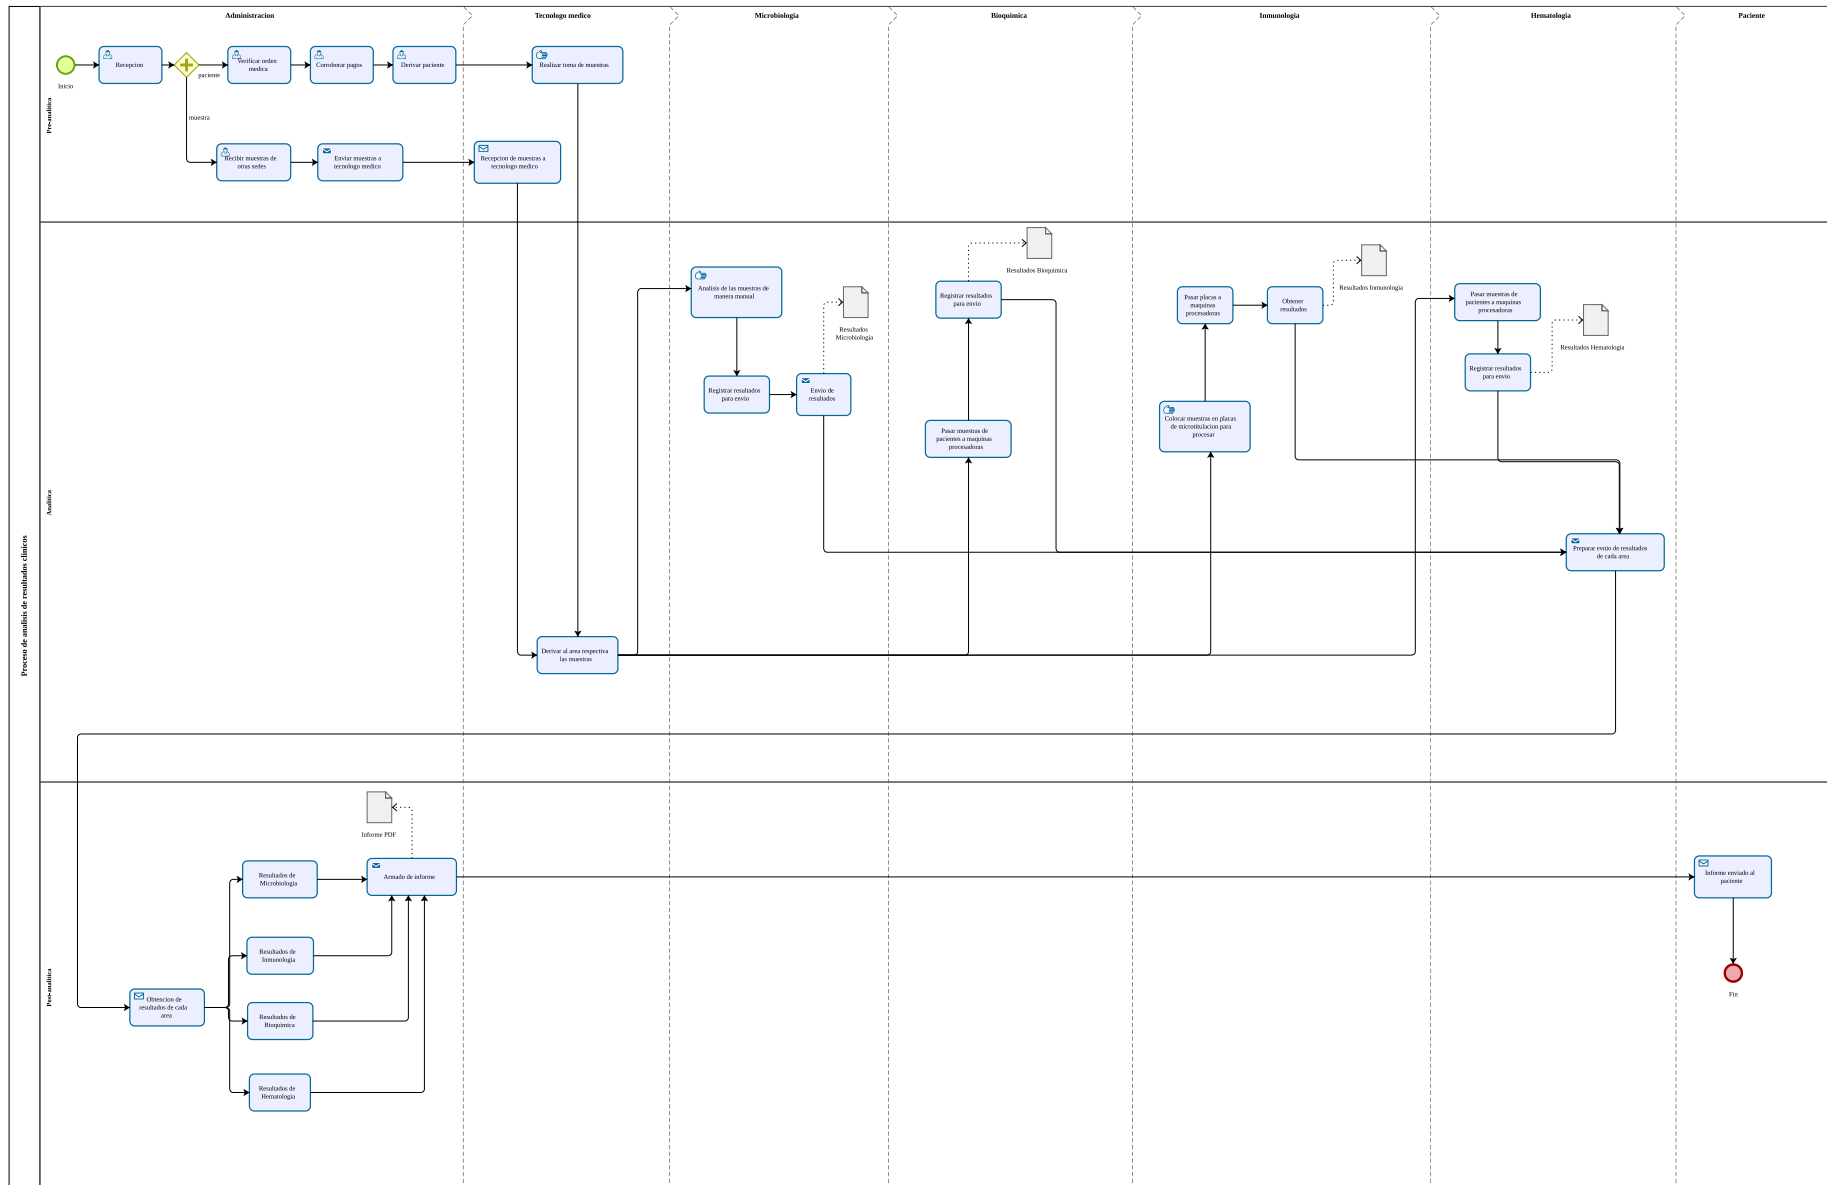 Administracion
Tecnologo medico
Microbiologia
Bioquimica
Inmunologia
Hematologia
Paciente
Proceso de analisis de resultados clinicos
Pre-analitica
Inicio
Recepcion
paciente
muestra
Verificar orden
medica
Corroborar pagos
Derivar paciente
Realizar toma de muestras
Recibir muestras de
otras sedes
Enviar muestras a
tecnologo medico
Recepcion de muestras a
tecnologo medico
Analitica
Derivar al area respectiva
las muestras
Analisis de las muestras de
manera manual
Registrar resultados
para envio
Envio de
resultados
Resultados
Microbiologia
Resultados Bioquimica
Registrar resultados
para envio
Pasar muestras de
pacientes a maquinas
procesadoras
Pasar placas a
maquinas
procesadoras
Obtener
resultados
Resultados Inmunologia
Colocar muestras en placas
de microtitulacion para
procesar
Pasar muestras de
pacientes a maquinas
procesadoras
Registrar resultados
para envio
Resultados Hematologia
Preparar evnio de resultados
de cada area
Post-analitica
Obtencion de
resultados de cada
area
Resultados de
Microbiologia
Resultados de
Inmunologia
Resultados de
Bioquimica
Resultados de
Hematologia
Informe PDF
Armado de informe
Informe enviado al
paciente
Fin